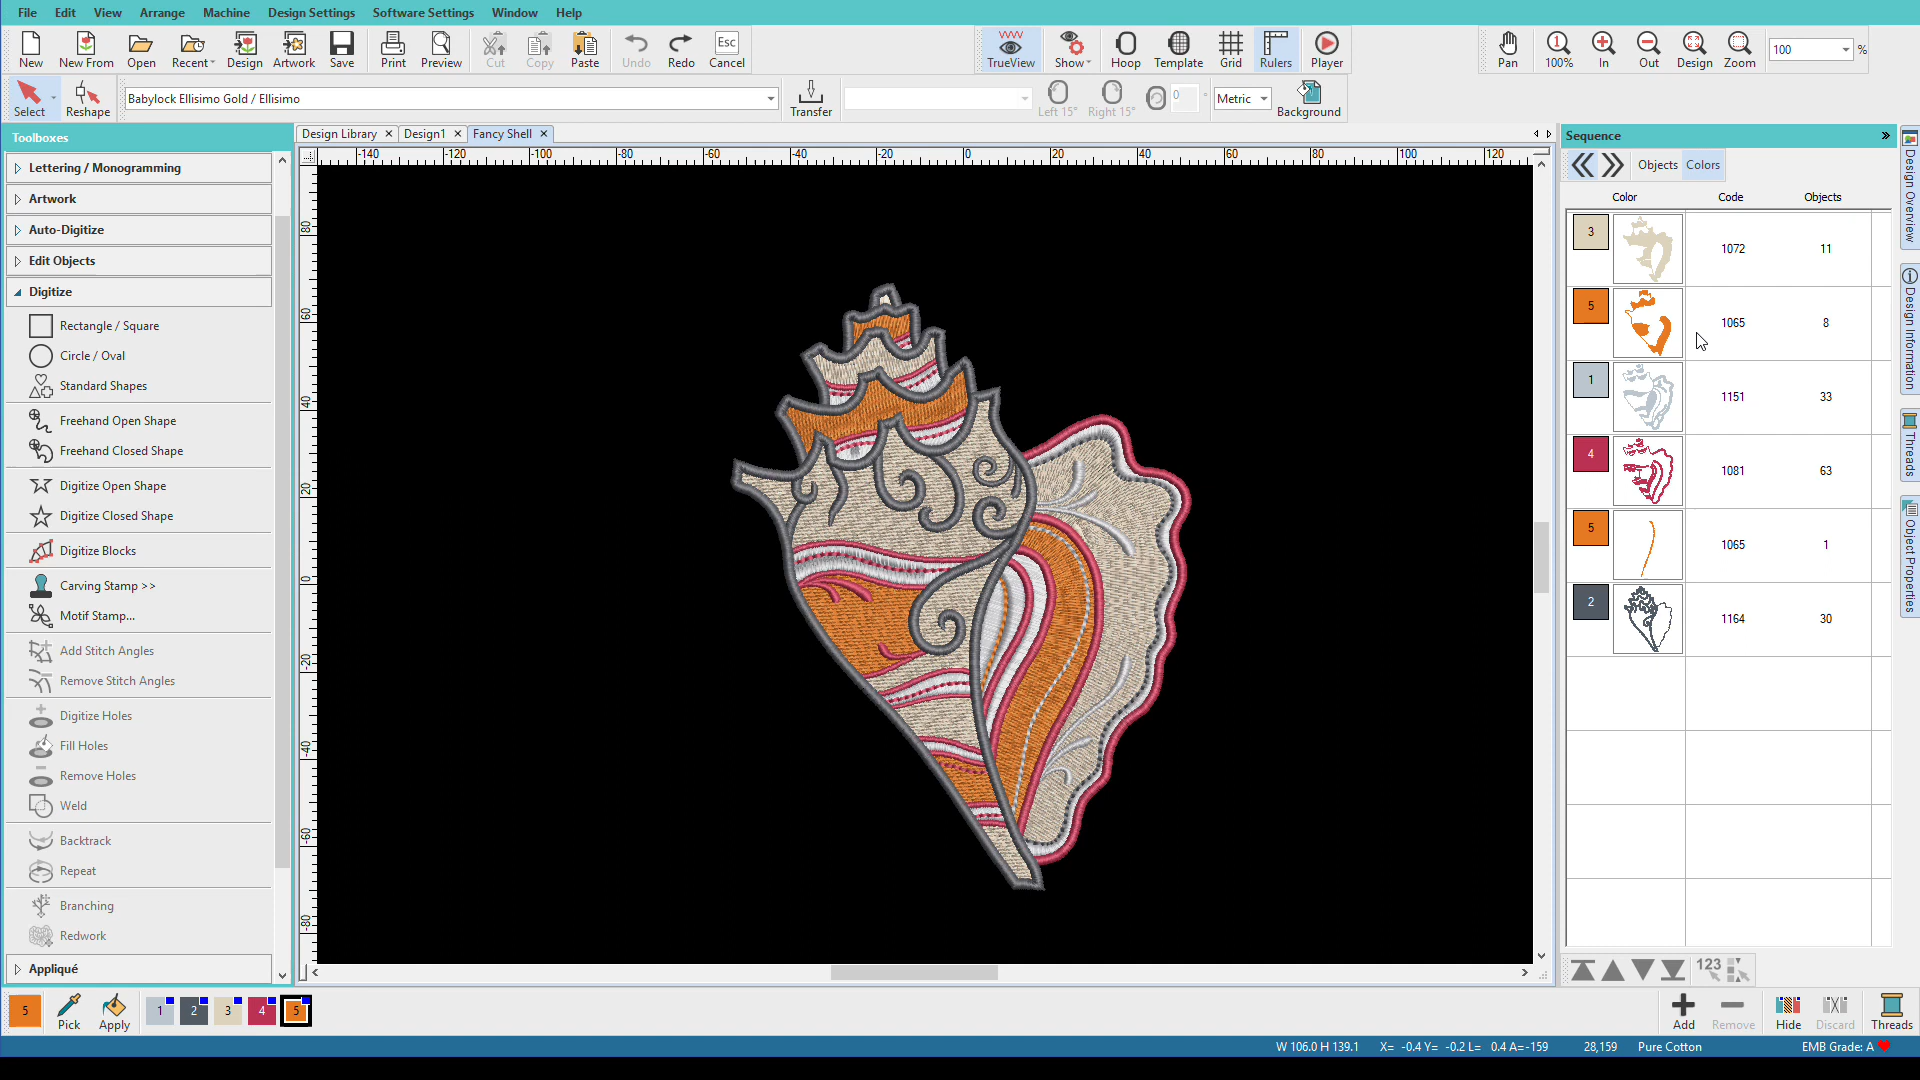 File Edit View Arrange Machine Design Settings Software Settings Window Help
New New From Open Recent Design Artwork Save Print Preview Cut Copy Paste Undo Redo Esc Cancel TrueView Show Hoop Template Grid Rulers Player Pan 1 100% In Out Design Zoom 100 %
Select Reshape Babylock Ellisimo Gold / Ellisimo Transfer Left 15° Right 15° 0 ° Metric Background
Toolboxes
Design Library Design1 Fancy Shell
Sequence
Lettering / Monogramming
Artwork
Auto-Digitize
Edit Objects
Digitize
Rectangle / Square
Circle / Oval
Standard Shapes
Freehand Open Shape
Freehand Closed Shape
Digitize Open Shape
Digitize Closed Shape
Digitize Blocks
Carving Stamp >>
Motif Stamp...
Add Stitch Angles
Remove Stitch Angles
Digitize Holes
Fill Holes
Remove Holes
Weld
Backtrack
Repeat
Branching
Redwork
Appliqué
-140 -120 -100 -80 -60 -40 -20 0 20 40 60 80 100 120
80
60
40
20
0
-20
-40
-60
-80
Objects Colors
Color Code Objects
3 1072 11
5 1065 8
1 1151 33
4 1081 63
5 1065 1
2 1164 30
123
Design Overview
Design Information
Threads
Object Properties
5 Pick Apply 1 2 3 4 5 Add Remove Hide Discard Threads
W 106.0 H 139.1 X= -0.4 Y= -0.2 L= 0.4 A=-159 28,159 Pure Cotton EMB Grade: A